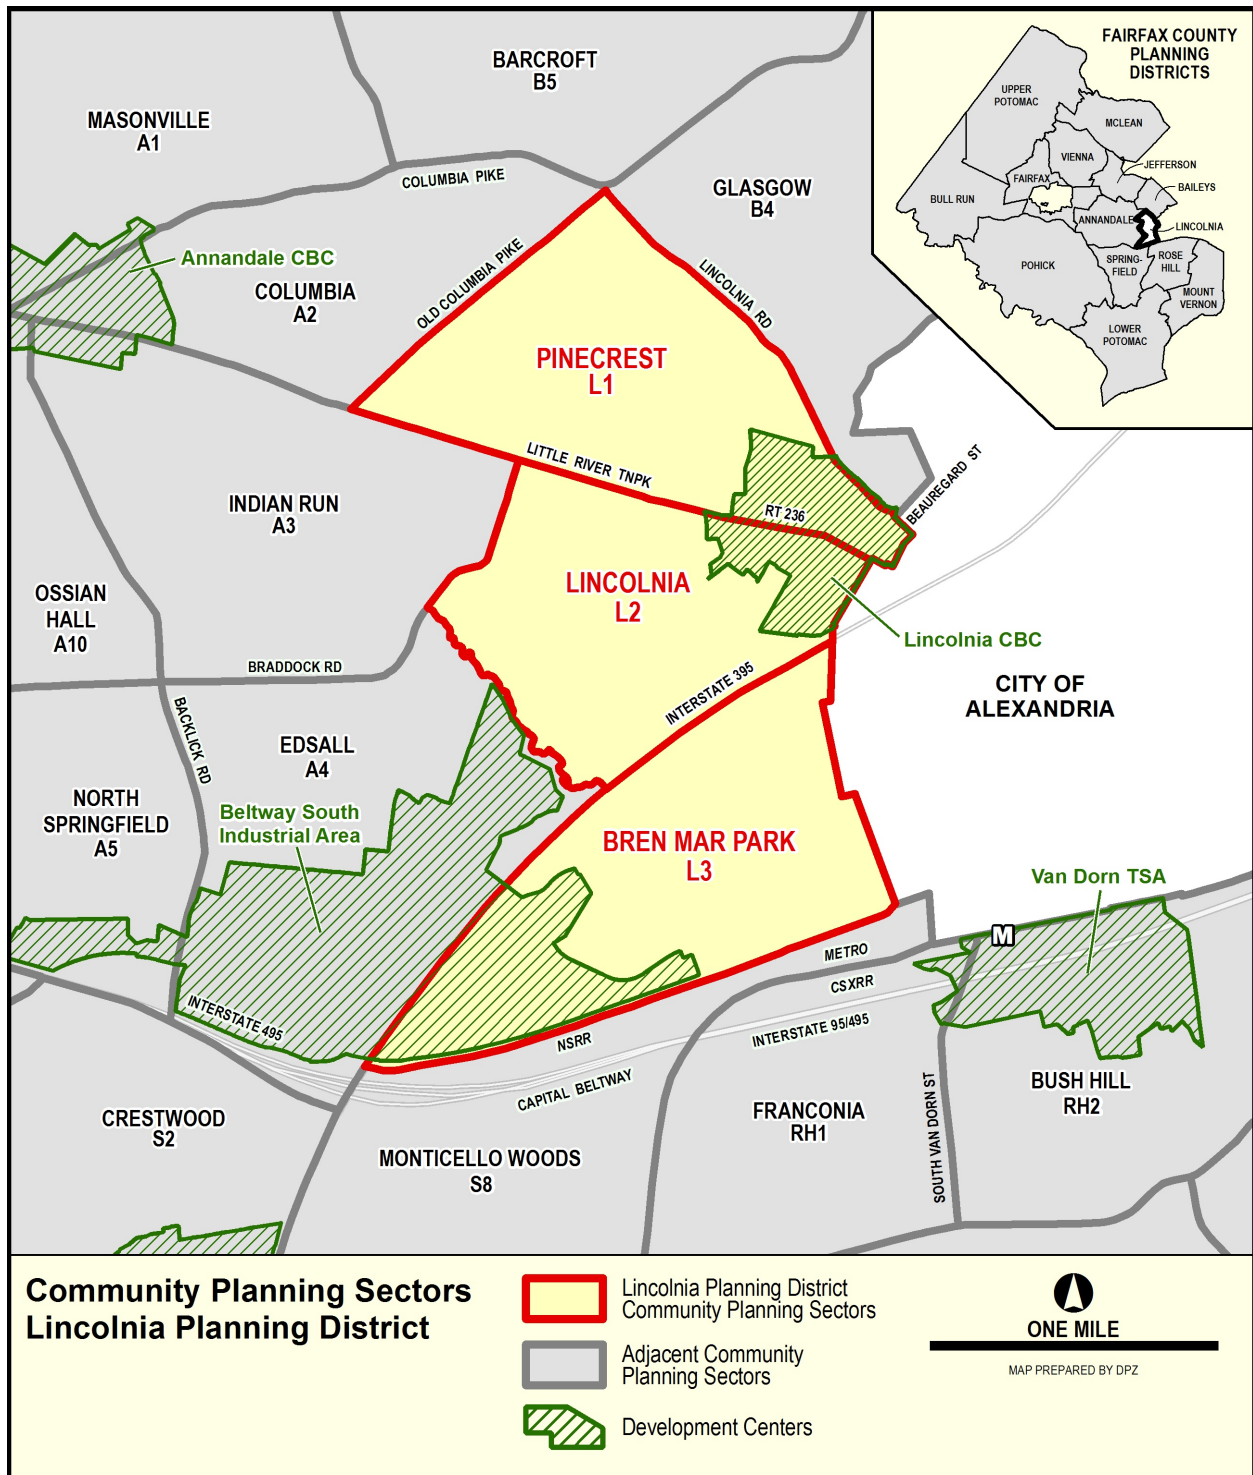 BARCROFT
B5
MASONVILLE
A1
COLUMBIA PIKE
GLASGOW
B4
Annandale CBC
COLUMBIA
A2
OLD COLUMBIA PIKE
LINCOLNIA RD
PINECREST
L1
LITTLE RIVER TNPK
RT 236
BEAUREGARD ST
INDIAN RUN
A3
LINCOLNIA
L2
OSSIAN
HALL
A10
Lincolnia CBC
BRADDOCK RD
INTERSTATE 395
CITY OF
ALEXANDRIA
BACKLICK RD
EDSALL
A4
NORTH
SPRINGFIELD
A5
Beltway South
Industrial Area
BREN MAR PARK
L3
Van Dorn TSA
M
METRO
CSXRR
INTERSTATE 495
NSRR
INTERSTATE 95/495
CAPITAL BELTWAY
CRESTWOOD
S2
MONTICELLO WOODS
S8
FRANCONIA
RH1
SOUTH VAN DORN ST
BUSH HILL
RH2
FAIRFAX COUNTY
PLANNING
DISTRICTS
UPPER
POTOMAC
MCLEAN
VIENNA
JEFFERSON
FAIRFAX
BAILEYS
BULL RUN
ANNANDALE
LINCOLNIA
POHICK
SPRING-
FIELD
ROSE
HILL
MOUNT
VERNON
LOWER
POTOMAC
Community Planning Sectors
Lincolnia Planning District
Lincolnia Planning District
Community Planning Sectors
Adjacent Community
Planning Sectors
Development Centers
ONE MILE
MAP PREPARED BY DPZ